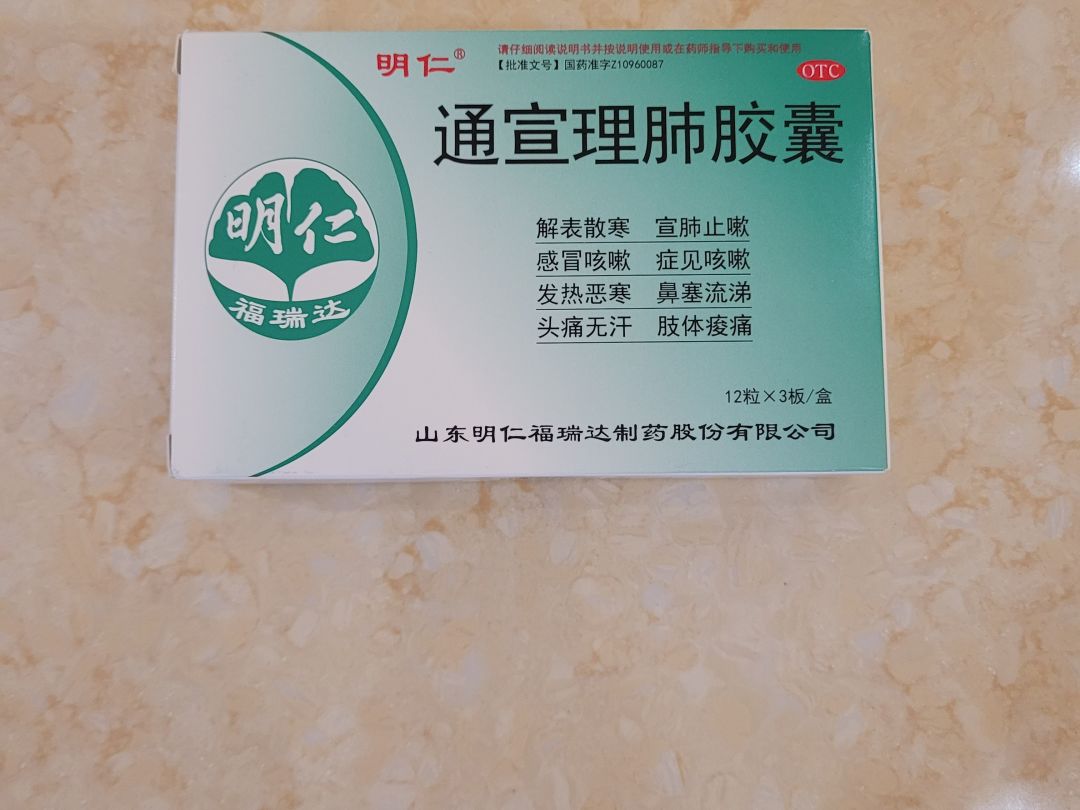 明仁®
请仔细阅读说明书并按说明使用或在药师指导下购买和使用
【批准文号】国药准字Z10960087
OTC
通宣理肺胶囊
明仁
福瑞达
解表散寒 宣肺止嗽
感冒咳嗽 症见咳嗽
发热恶寒 鼻塞流涕
头痛无汗 肢体痠痛
12粒×3板/盒
山东明仁福瑞达制药股份有限公司